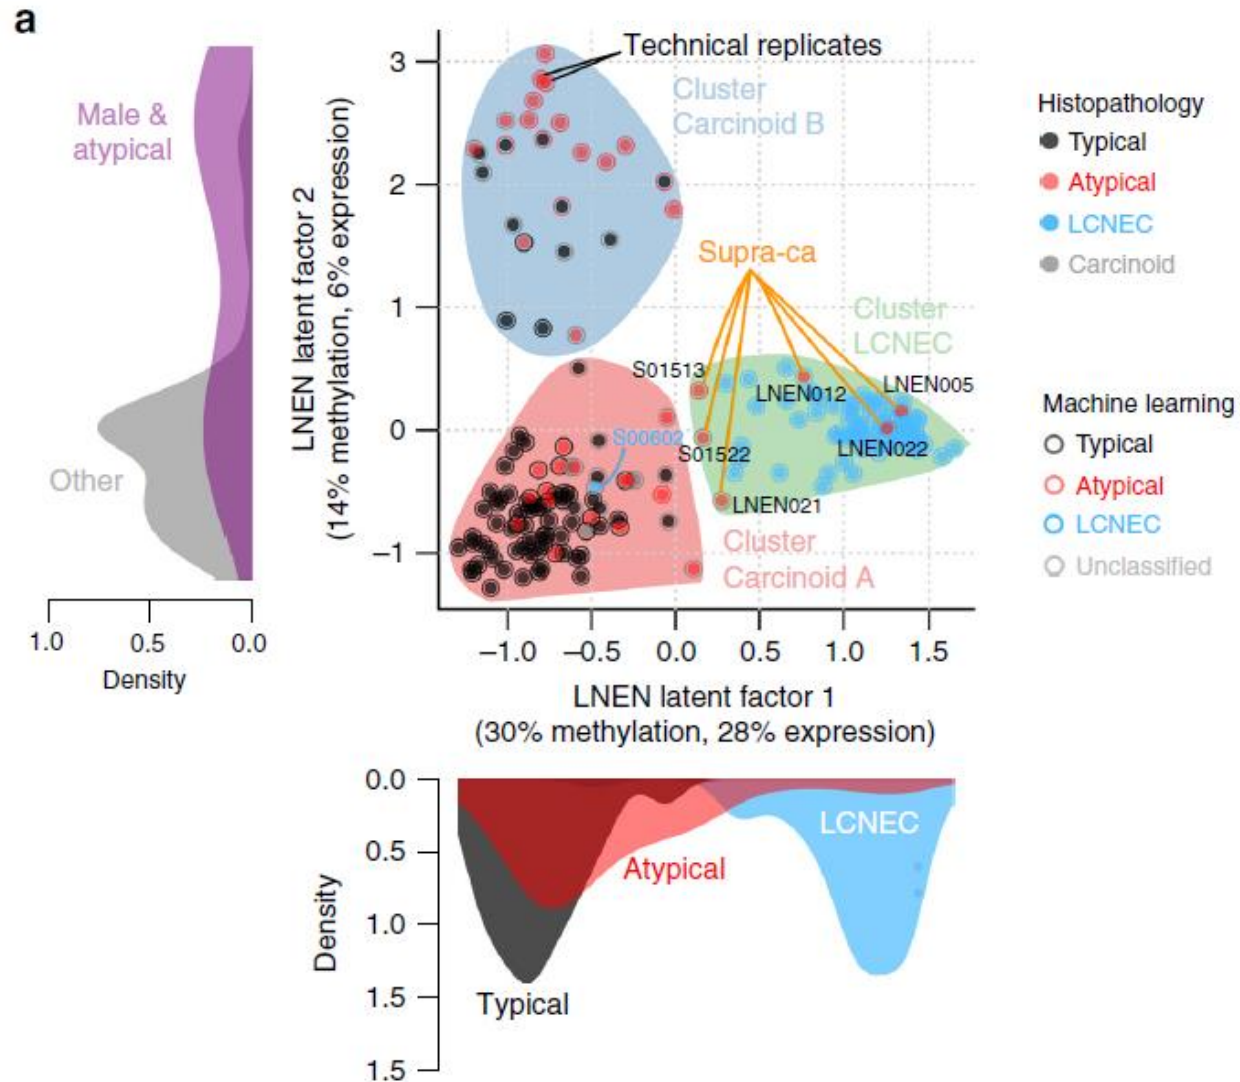 a
Male &
atypical
Other
1.0
0.5
0.0
Density
LNEN latent factor 2
(14% methylation, 6% expression)
3
2
1
0
−1
Technical replicates
Cluster
Carcinoid B
Supra-ca
Cluster
LCNEC
S01513
LNEN012
LNEN005
S00602
S01522
LNEN022
LNEN021
Cluster
Carcinoid A
−1.0
−0.5
0.0
0.5
1.0
1.5
LNEN latent factor 1
(30% methylation, 28% expression)
Histopathology
Typical
Atypical
LCNEC
Carcinoid
Machine learning
Typical
Atypical
LCNEC
Unclassified
0.0
0.5
1.0
1.5
1.5
Density
LCNEC
Atypical
Typical